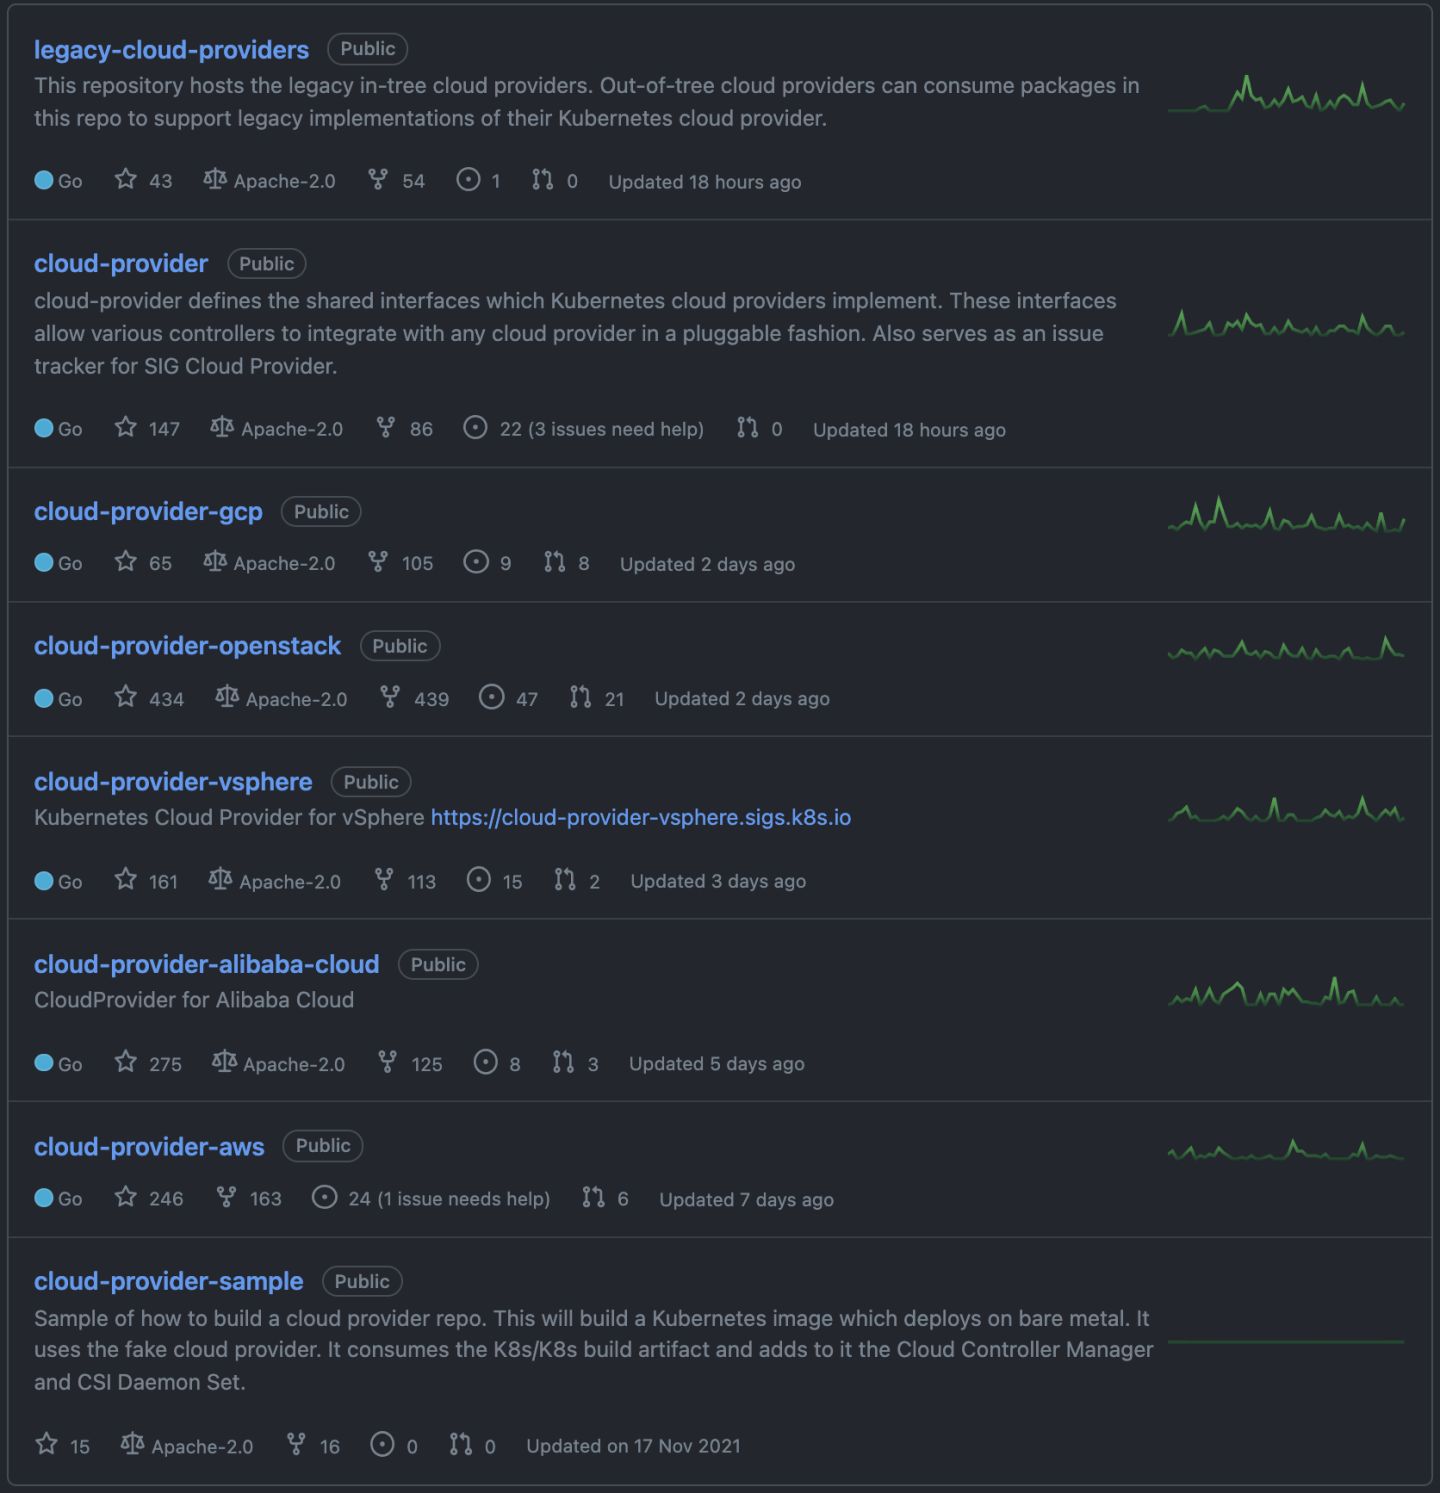 legacy-cloud-providers Public
This repository hosts the legacy in-tree cloud providers. Out-of-tree cloud providers can consume packages in
this repo to support legacy implementations of their Kubernetes cloud provider.
Go 43 Apache-2.0 54 1 0 Updated 18 hours ago
cloud-provider Public
cloud-provider defines the shared interfaces which Kubernetes cloud providers implement. These interfaces
allow various controllers to integrate with any cloud provider in a pluggable fashion. Also serves as an issue
tracker for SIG Cloud Provider.
Go 147 Apache-2.0 86 22 (3 issues need help) 0 Updated 18 hours ago
cloud-provider-gcp Public
Go 65 Apache-2.0 105 9 8 Updated 2 days ago
cloud-provider-openstack Public
Go 434 Apache-2.0 439 47 21 Updated 2 days ago
cloud-provider-vsphere Public
Kubernetes Cloud Provider for vSphere https://cloud-provider-vsphere.sigs.k8s.io
Go 161 Apache-2.0 113 15 2 Updated 3 days ago
cloud-provider-alibaba-cloud Public
CloudProvider for Alibaba Cloud
Go 275 Apache-2.0 125 8 3 Updated 5 days ago
cloud-provider-aws Public
Go 246 163 24 (1 issue needs help) 6 Updated 7 days ago
cloud-provider-sample Public
Sample of how to build a cloud provider repo. This will build a Kubernetes image which deploys on bare metal. It
uses the fake cloud provider. It consumes the K8s/K8s build artifact and adds to it the Cloud Controller Manager
and CSI Daemon Set.
15 Apache-2.0 16 0 0 Updated on 17 Nov 2021